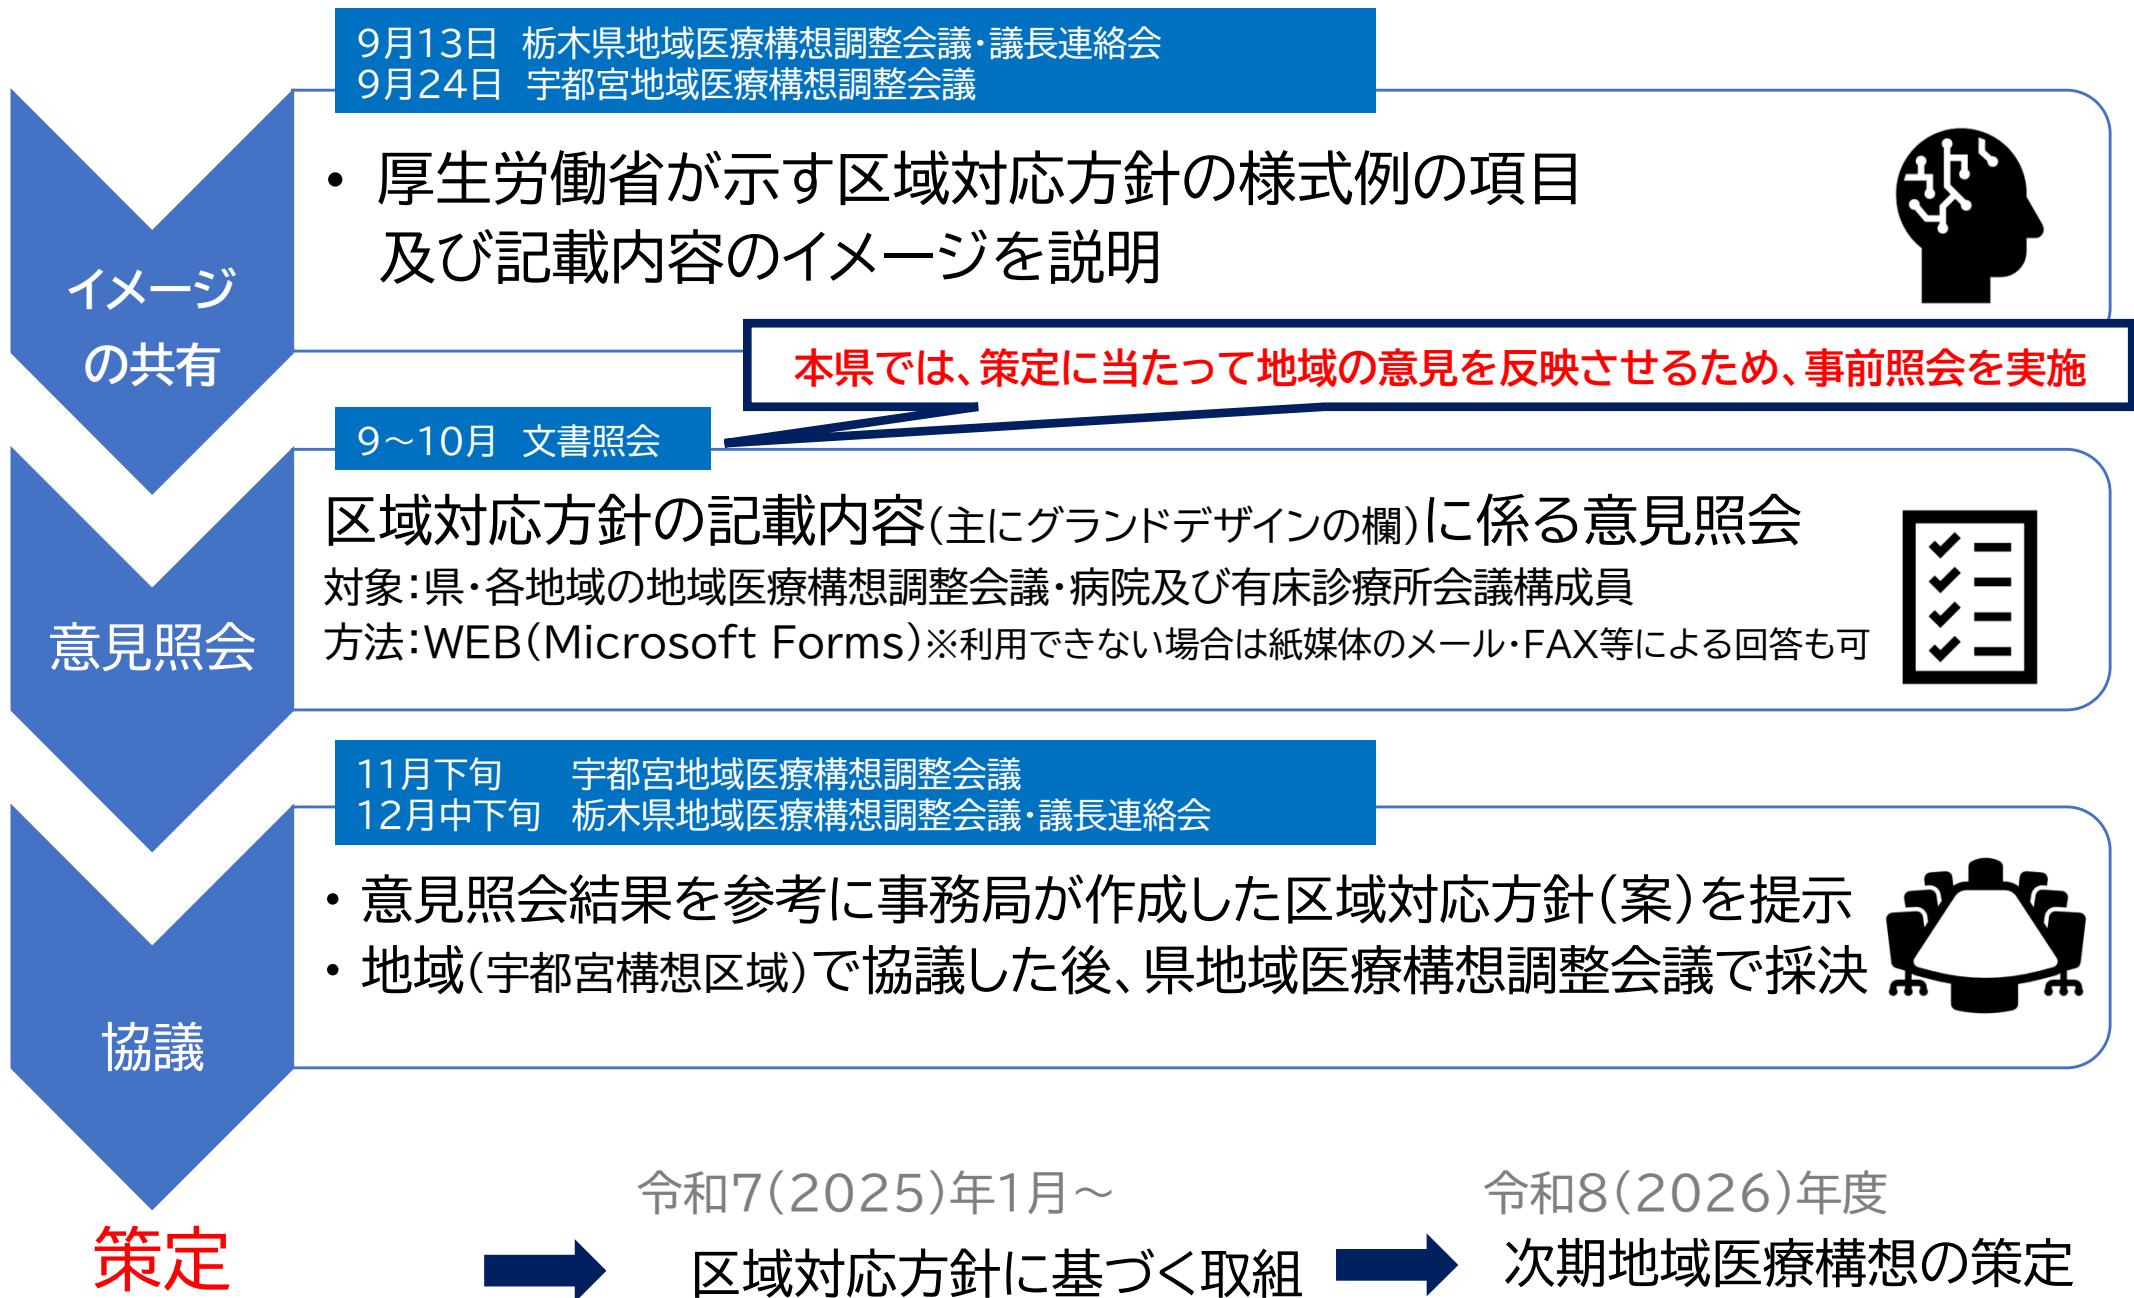 9月13日　栃木県地域医療構想調整会議・議長連絡会
9月24日　宇都宮地域医療構想調整会議
イメージ
の共有
・ 厚生労働省が示す区域対応方針の様式例の項目
及び記載内容のイメージを説明
本県では、策定に当たって地域の意見を反映させるため、事前照会を実施
9～10月　文書照会
意見照会
区域対応方針の記載内容(主にグランドデザインの欄)に係る意見照会
対象：県・各地域の地域医療構想調整会議・病院及び有床診療所会議構成員
方法：WEB(Microsoft Forms)※利用できない場合は紙媒体のメール・FAX等による回答も可
11月下旬　　宇都宮地域医療構想調整会議
12月中下旬　栃木県地域医療構想調整会議・議長連絡会
協議
・意見照会結果を参考に事務局が作成した区域対応方針(案)を提示
・地域(宇都宮構想区域)で協議した後、県地域医療構想調整会議で採決
策定
令和7(2025)年1月～
区域対応方針に基づく取組
令和8(2026)年度
次期地域医療構想の策定